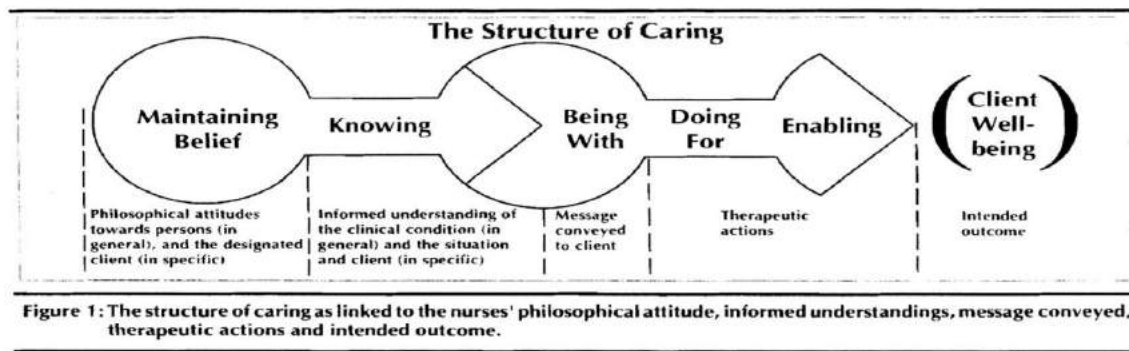 The Structure of Caring
Maintaining
Belief
Knowing
Being
With
Doing
For
Enabling
Client
Well-
being
Philosophical attitudes
towards persons (in
general), and the designated
client (in specific)
Informed understanding of
the clinical condition (in
general) and the situation
and client (in specific)
Message
conveyed
to client
Therapeutic
actions
Intended
outcome
Figure 1: The structure of caring as linked to the nurses' philosophical attitude, informed understandings, message conveyed,
therapeutic actions and intended outcome.